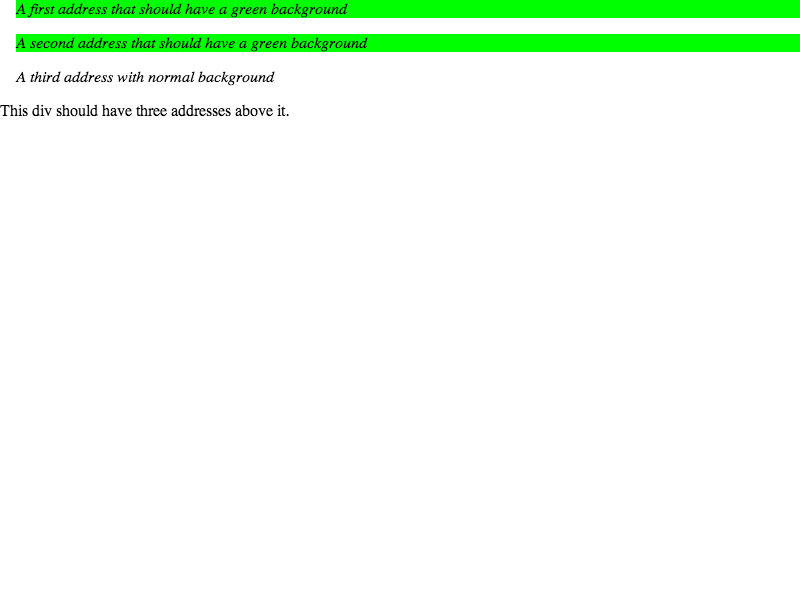 A first address that should have a green background
A second address that should have a green background
A third address with normal background
This div should have three addresses above it.